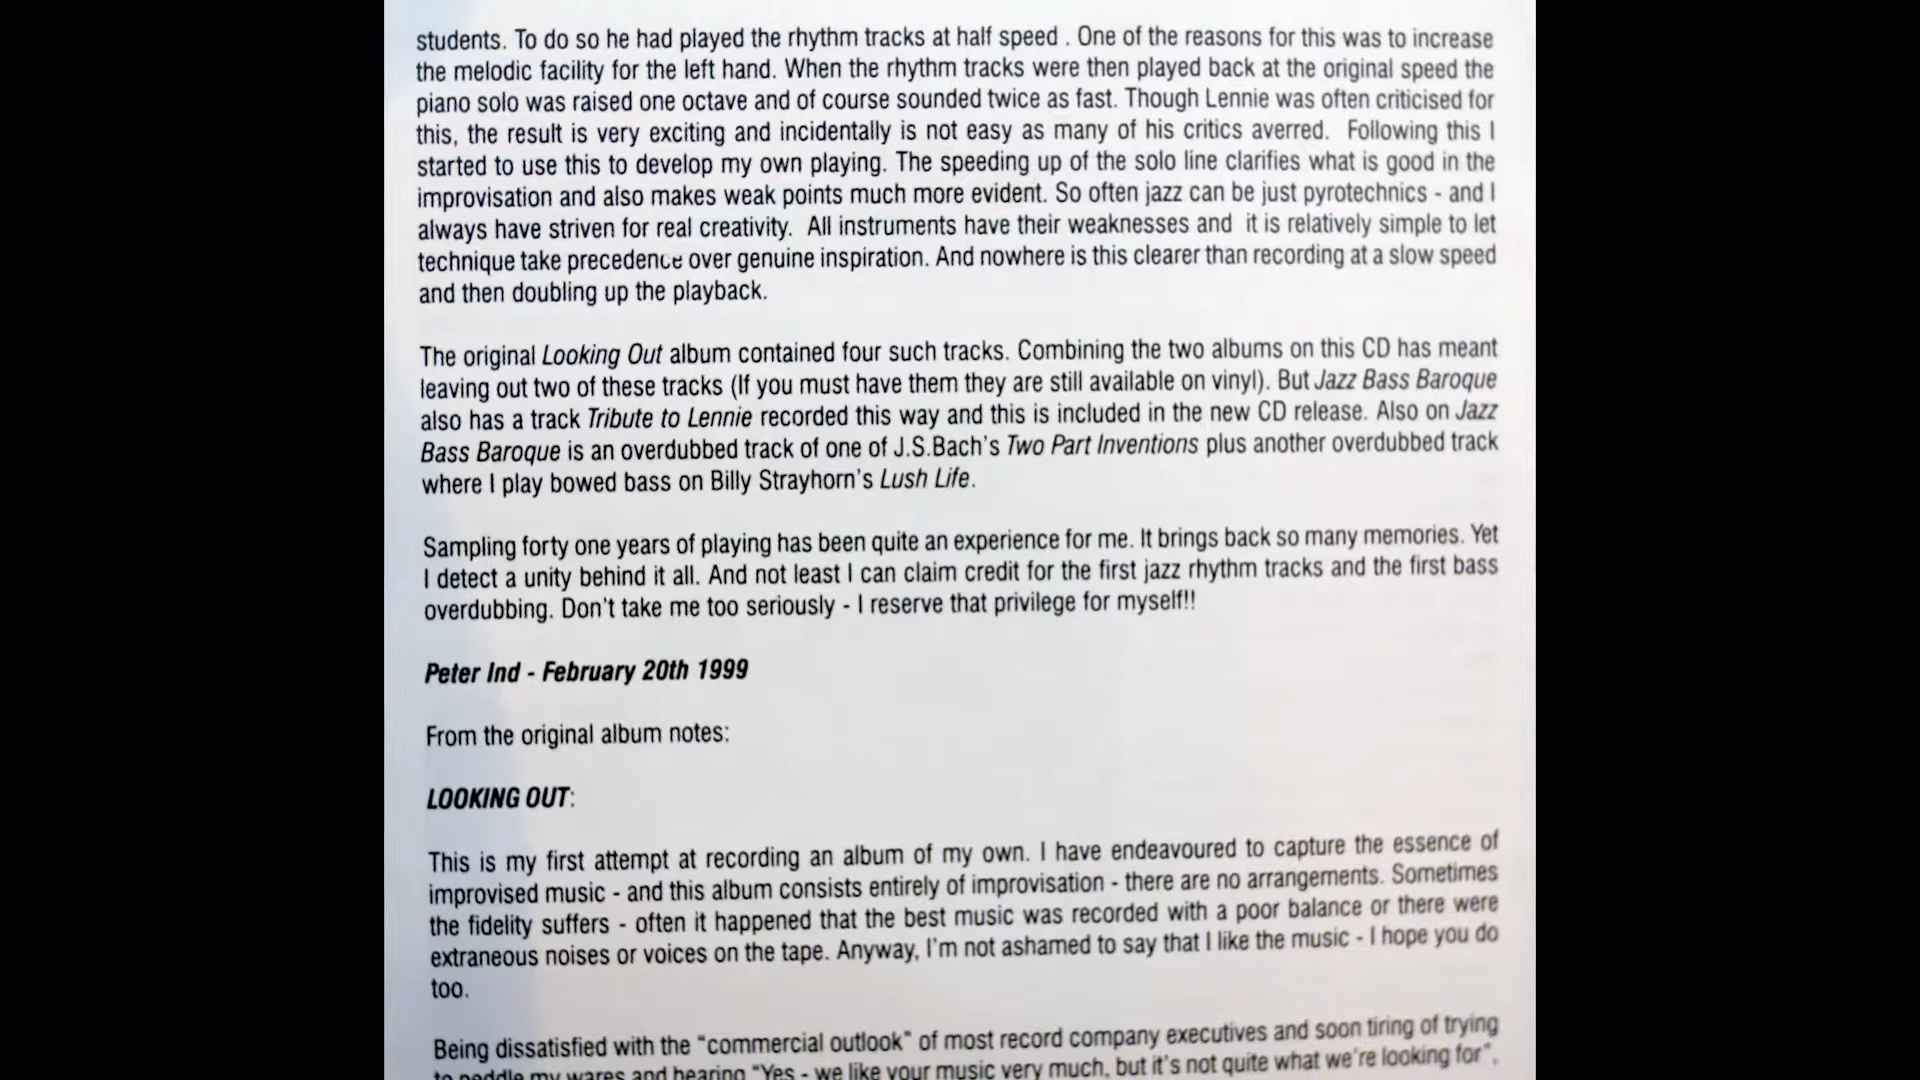 students. To do so he had played the rhythm tracks at half speed . One of the reasons for this was to increase
the melodic facility for the left hand. When the rhythm tracks were then played back at the original speed the
piano solo was raised one octave and of course sounded twice as fast. Though Lennie was often criticised for
this, the result is very exciting and incidentally is not easy as many of his critics averred. Following this I
started to use this to develop my own playing. The speeding up of the solo line clarifies what is good in the
improvisation and also makes weak points much more evident. So often jazz can be just pyrotechnics - and I
always have striven for real creativity. All instruments have their weaknesses and it is relatively simple to let
technique take precedence over genuine inspiration. And nowhere is this clearer than recording at a slow speed
and then doubling up the playback.
The original Looking Out album contained four such tracks. Combining the two albums on this CD has meant
leaving out two of these tracks (If you must have them they are still available on vinyl). But Jazz Bass Baroque
also has a track Tribute to Lennie recorded this way and this is included in the new CD release. Also on Jazz
Bass Baroque is an overdubbed track of one of J.S.Bach's Two Part Inventions plus another overdubbed track
where I play bowed bass on Billy Strayhorn's Lush Life.
Sampling forty one years of playing has been quite an experience for me. It brings back so many memories. Yet
I detect a unity behind it all. And not least I can claim credit for the first jazz rhythm tracks and the first bass
overdubbing. Don't take me too seriously - I reserve that privilege for myself!!
Peter Ind - February 20th 1999
From the original album notes:
LOOKING OUT:
This is my first attempt at recording an album of my own. I have endeavoured to capture the essence of
improvised music - and this album consists entirely of improvisation - there are no arrangements. Sometimes
the fidelity suffers - often it happened that the best music was recorded with a poor balance or there were
extraneous noises or voices on the tape. Anyway, I'm not ashamed to say that I like the music - I hope you do
too.
Being dissatisfied with the "commercial outlook" of most record company executives and soon tiring of trying
to peddle my wares and hearing "Yes - we like your music very much, but it's not quite what we're looking for",